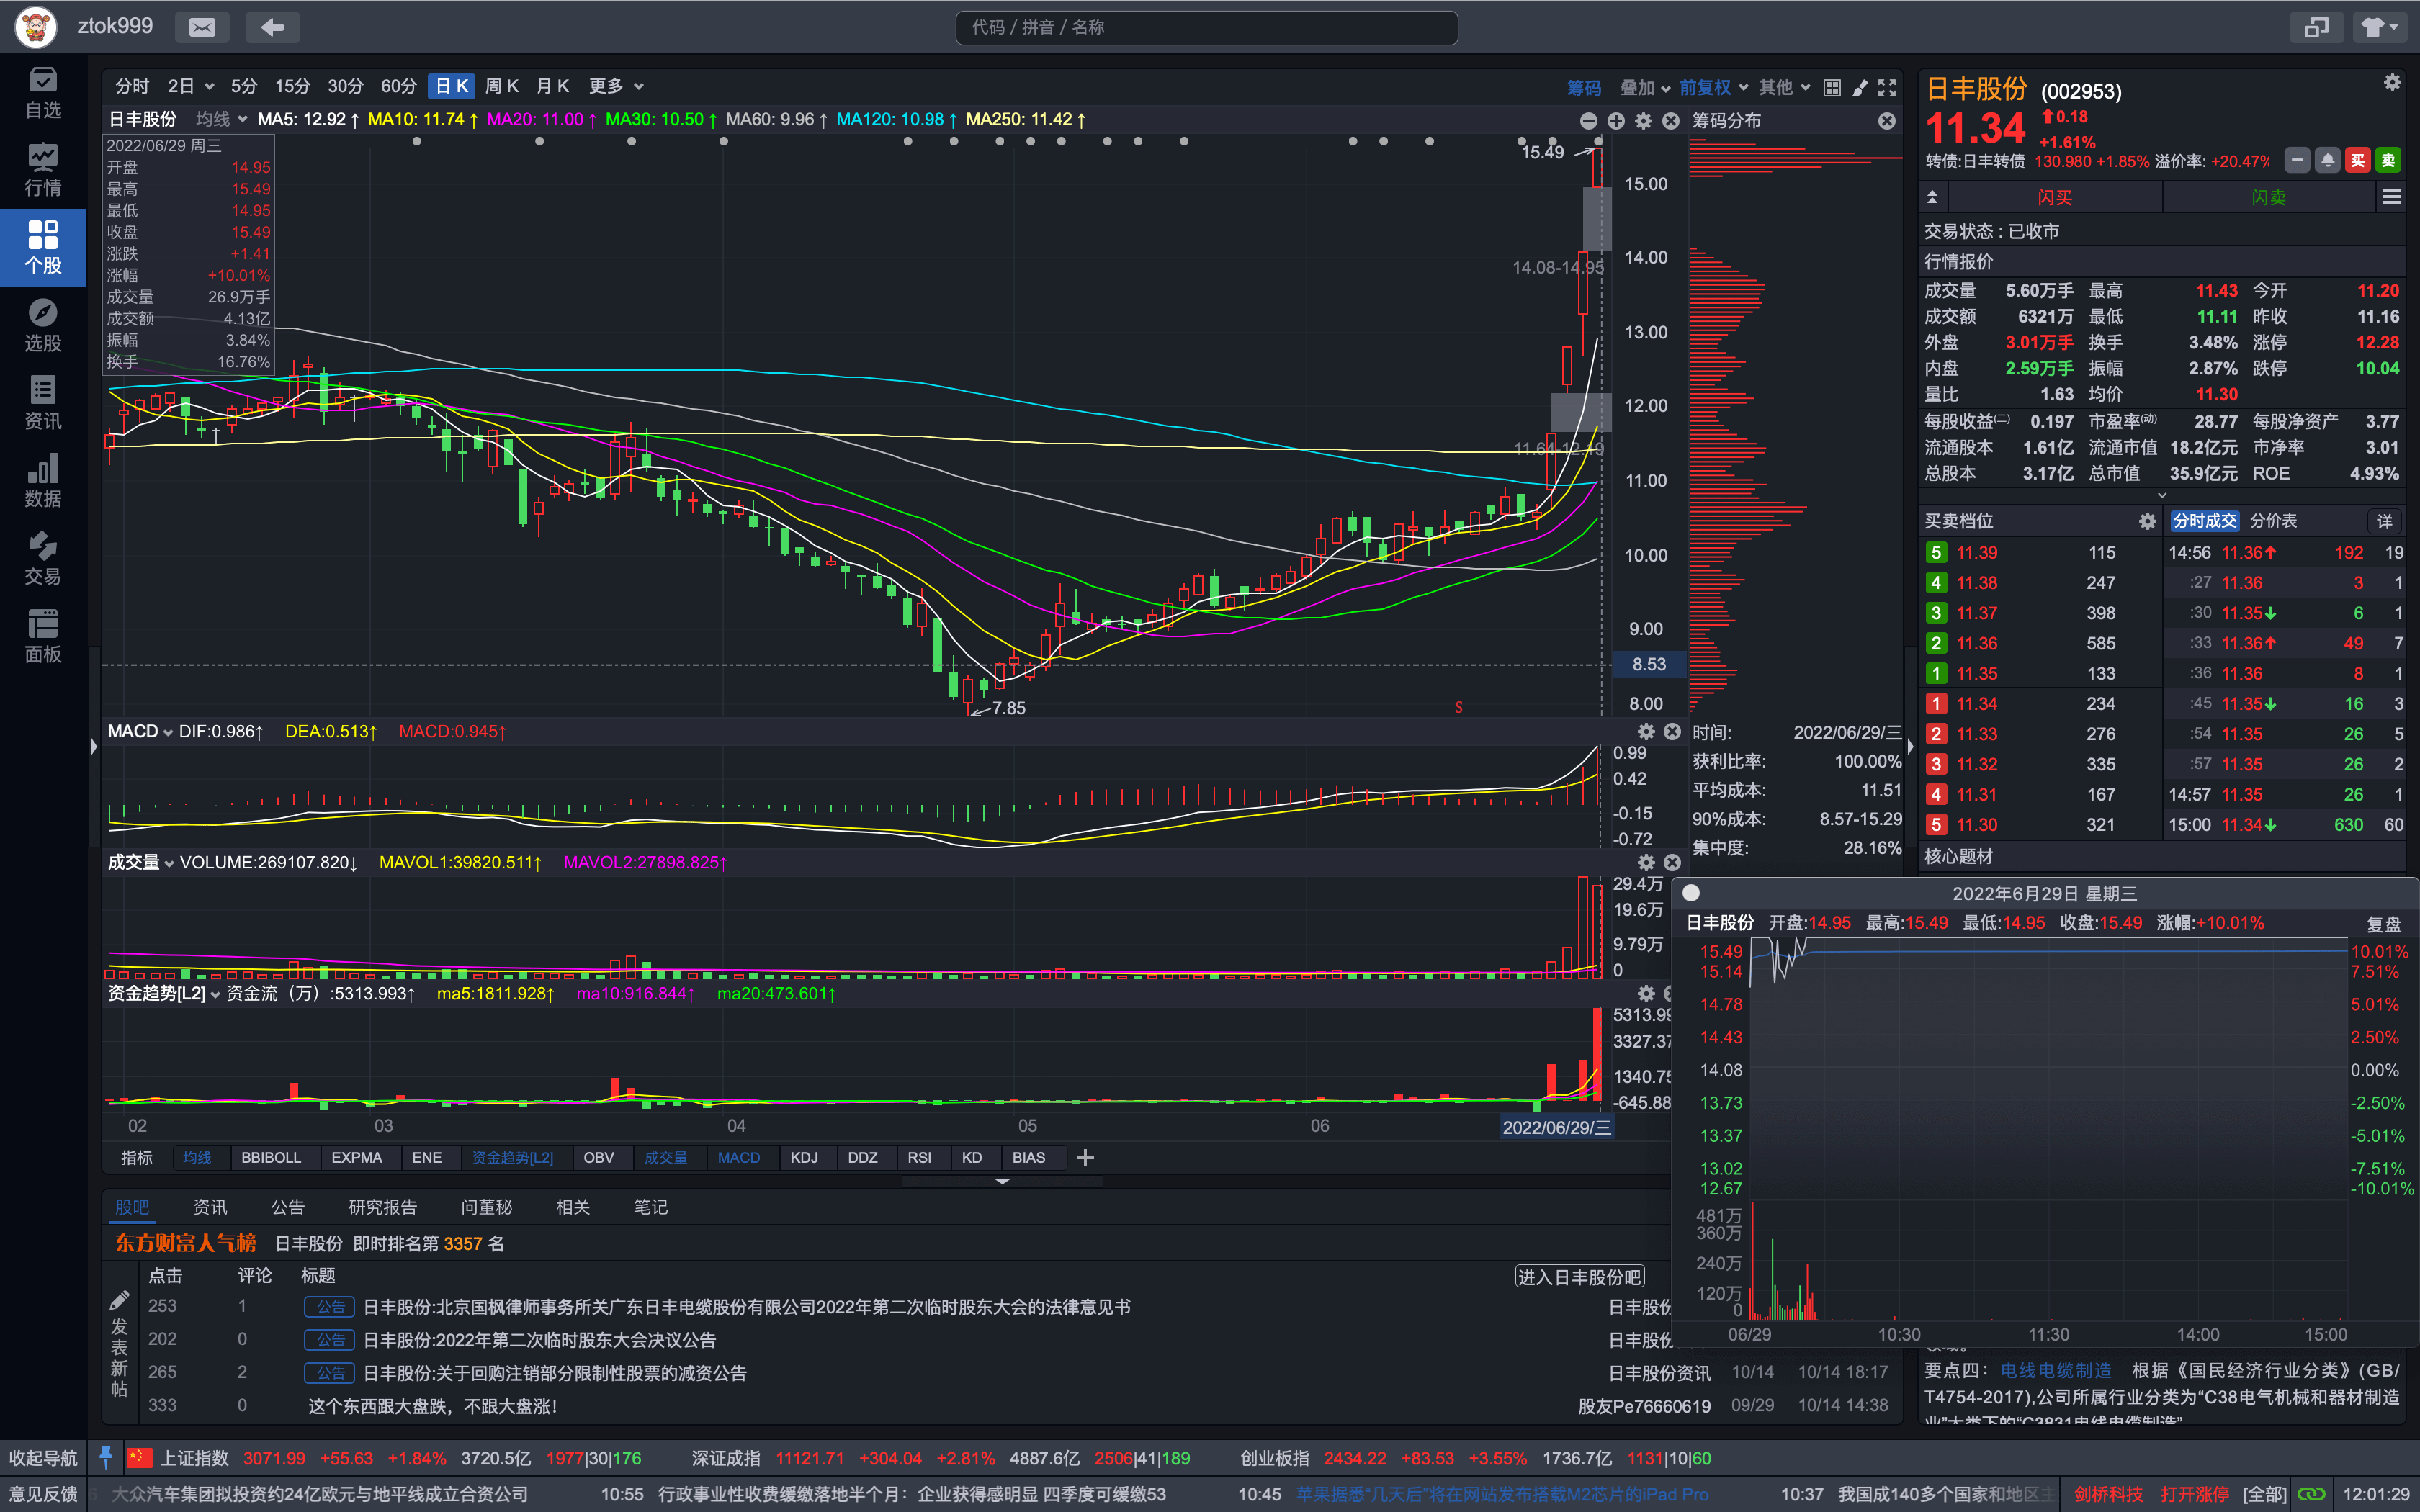 ztok999 代码 / 拼音 / 名称
自选
行情
个股
选股
资讯
数据
交易
面板
分时 2日 5分 15分 30分 60分 日K 周K 月K 更多 筹码 叠加 前复权 其他
日丰股份 均线 MA5: 12.92↑ MA10: 11.74↑ MA20: 11.00↑ MA30: 10.50↑ MA60: 9.96↑ MA120: 10.98↑ MA250: 11.42↑
筹码分布
2022/06/29 周三
开盘 14.95
最高 15.49
最低 14.95
收盘 15.49
涨跌 +1.41
涨幅 +10.01%
成交量 26.9万手
成交额 4.13亿
振幅 3.84%
换手 16.76%
15.49
14.08-14.95
11.64-12.19
7.85
S
15.00
14.00
13.00
12.00
11.00
10.00
9.00
8.53
8.00
MACD DIF:0.986↑ DEA:0.513↑ MACD:0.945↑
0.99
0.42
-0.15
-0.72
成交量 VOLUME:269107.820↓ MAVOL1:39820.511↑ MAVOL2:27898.825↑
29.4万
19.6万
9.79万
0
资金趋势[L2] 资金流（万）:5313.993↑ ma5:1811.928↑ ma10:916.844↑ ma20:473.601↑
5313.99
3327.37
1340.75
-645.88
02 03 04 05 06 2022/06/29/三
指标 均线 BBIBOLL EXPMA ENE 资金趋势[L2] OBV 成交量 MACD KDJ DDZ RSI KD BIAS
时间: 2022/06/29/三
获利比率: 100.00%
平均成本: 11.51
90%成本: 8.57-15.29
集中度: 28.16%
日丰股份 (002953)
11.34 0.18
+1.61%
转债:日丰转债 130.980 +1.85% 溢价率: +20.47% 买 卖
闪买 闪卖
交易状态 : 已收市
行情报价
成交量 5.60万手 最高 11.43 今开 11.20
成交额 6321万 最低 11.11 昨收 11.16
外盘 3.01万手 换手 3.48% 涨停 12.28
内盘 2.59万手 振幅 2.87% 跌停 10.04
量比 1.63 均价 11.30
每股收益(二) 0.197 市盈率(动) 28.77 每股净资产 3.77
流通股本 1.61亿 流通市值 18.2亿元 市净率 3.01
总股本 3.17亿 总市值 35.9亿元 ROE 4.93%
买卖档位 分时成交 分价表 详
5 11.39 115 14:56 11.36↑ 192 19
4 11.38 247 :27 11.36 3 1
3 11.37 398 :30 11.35↓ 6 1
2 11.36 585 :33 11.36↑ 49 7
1 11.35 133 :36 11.36 8 1
1 11.34 234 :45 11.35↓ 16 3
2 11.33 276 :54 11.35 26 5
3 11.32 335 :57 11.35 26 2
4 11.31 167 14:57 11.35 26 1
5 11.30 321 15:00 11.34↓ 630 60
核心题材
2022年6月29日 星期三
日丰股份 开盘:14.95 最高:15.49 最低:14.95 收盘:15.49 涨幅:+10.01% 复盘
15.49 10.01%
15.14 7.51%
14.78 5.01%
14.43 2.50%
14.08 0.00%
13.73 -2.50%
13.37 -5.01%
13.02 -7.51%
12.67 -10.01%
481万
360万
240万
120万
0
06/29 10:30 11:30 14:00 15:00
要点四： 电线电缆制造 根据《国民经济行业分类》(GB/
T4754-2017),公司所属行业分类为“C38电气机械和器材制造
业”大类下的“C3831电线电缆制造”
股吧 资讯 公告 研究报告 问董秘 相关 笔记
东方财富人气榜 日丰股份 即时排名第 3357 名
点击 评论 标题 进入日丰股份吧
发表新帖
253 1 公告 日丰股份:北京国枫律师事务所关广东日丰电缆股份有限公司2022年第二次临时股东大会的法律意见书 日丰股份
202 0 公告 日丰股份:2022年第二次临时股东大会决议公告 日丰股份
265 2 公告 日丰股份:关于回购注销部分限制性股票的减资公告 日丰股份资讯 10/14 10/14 18:17
333 0 这个东西跟大盘跌，不跟大盘涨！ 股友Pe76660619 09/29 10/14 14:38
收起导航 上证指数 3071.99 +55.63 +1.84% 3720.5亿 1977|30|176 深证成指 11121.71 +304.04 +2.81% 4887.6亿 2506|41|189 创业板指 2434.22 +83.53 +3.55% 1736.7亿 1131|10|60
意见反馈 大众汽车集团拟投资约24亿欧元与地平线成立合资公司 10:55 行政事业性收费缓缴落地半个月：企业获得感明显 四季度可缓缴53 10:45 苹果据悉“几天后”将在网站发布搭载M2芯片的iPad Pro 10:37 我国成140多个国家和地区主 剑桥科技 打开涨停 [全部] 12:01:29